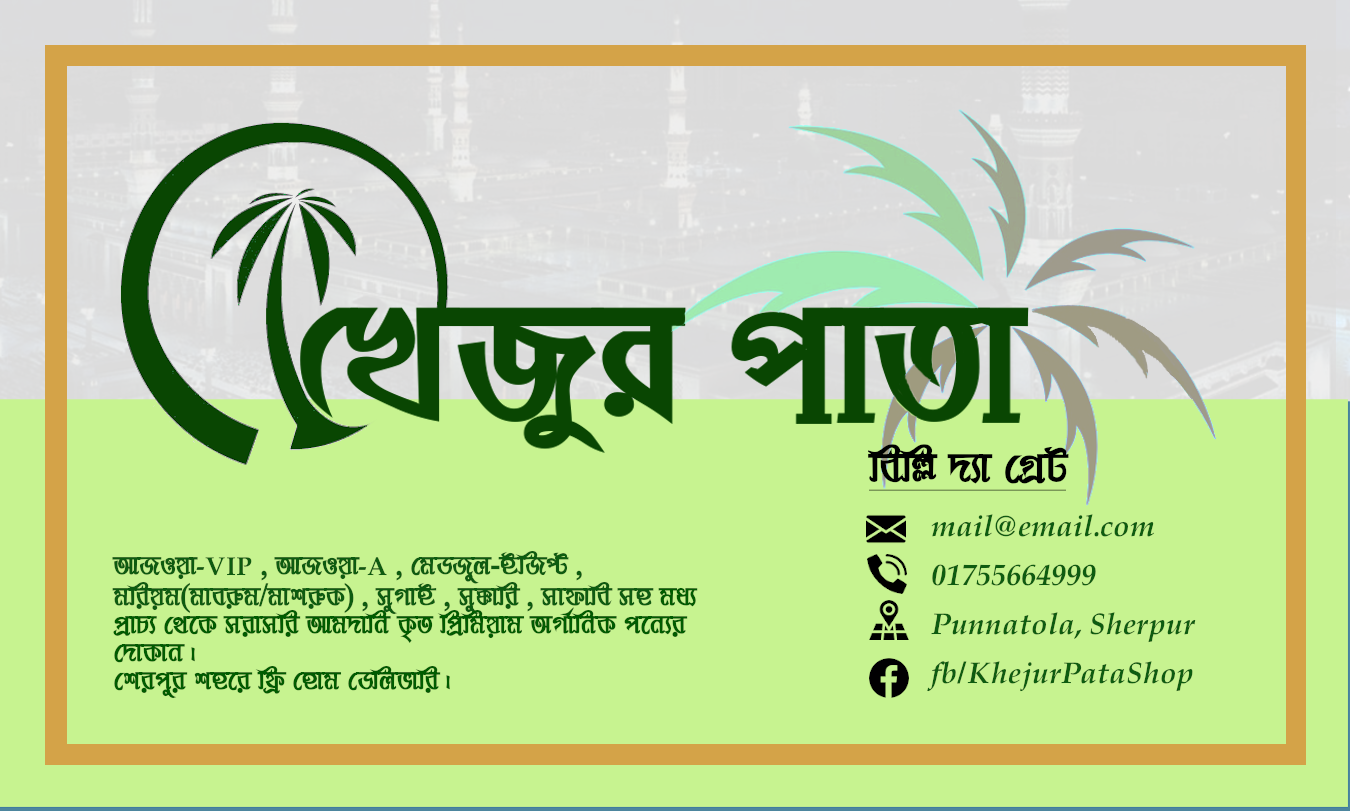 খেজুর পাতা
বিল্লি দ্যা গ্রেট
mail@email.com
01755664999
Punnatola, Sherpur
fb/KhejurPataShop
আজওয়া-VIP , আজওয়া-A , মেডজুল-ইজিপ্ট ,
মরিয়ম(মাবরুম/মাশরুক) , সুগাই , সুক্কারি , সাফাবি সহ মধ্য
প্রাচ্য থেকে সরাসরি আমদানি কৃত প্রিমিয়াম অর্গানিক পন্যের
দোকান।
শেরপুর শহরে ফ্রি হোম ডেলিভারি।